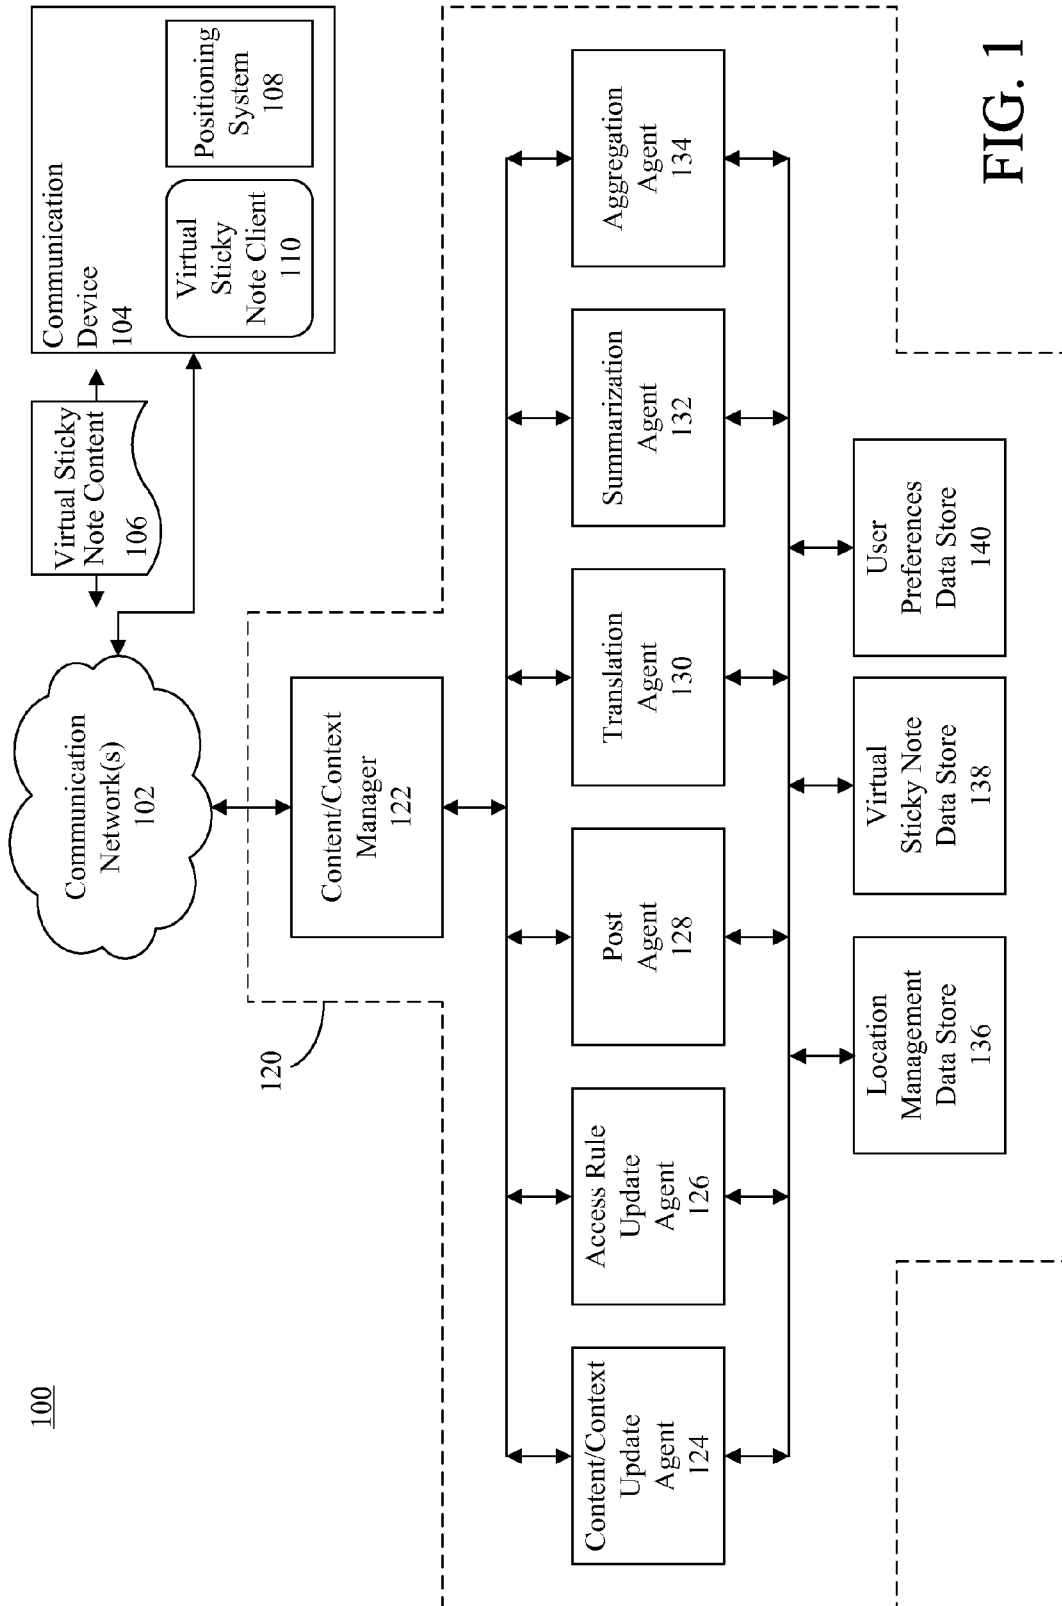 100
Communication
Network(s)
102
Virtual Sticky
Note Content
106
Communication
Device
104
Virtual
Sticky
Note Client
110
Positioning
System
108
120
Content/Context
Manager
122
Content/Context
Update
Agent
124
Access Rule
Update
Agent
126
Post
Agent
128
Translation
Agent
130
Summarization
Agent
132
Aggregation
Agent
134
Location
Management
Data Store
136
Virtual
Sticky Note
Data Store
138
User
Preferences
Data Store
140
FIG. 1